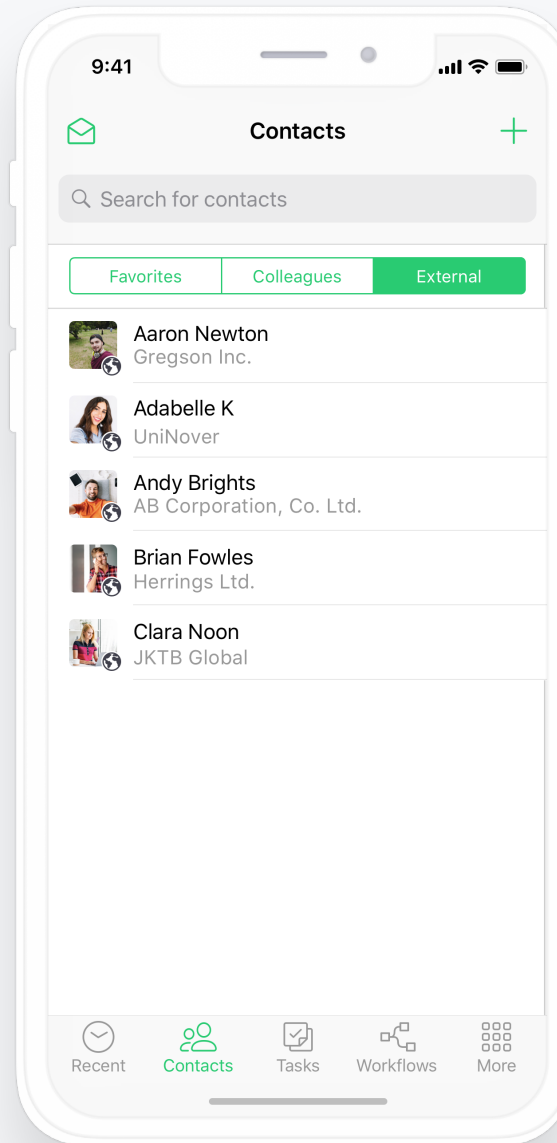 9:41
Contacts
Search for contacts
Favorites Colleagues External
Aaron Newton
Gregson Inc.
Adabelle K
UniNover
Andy Brights
AB Corporation, Co. Ltd.
Brian Fowles
Herrings Ltd.
Clara Noon
JKTB Global
Recent Contacts Tasks Workflows More